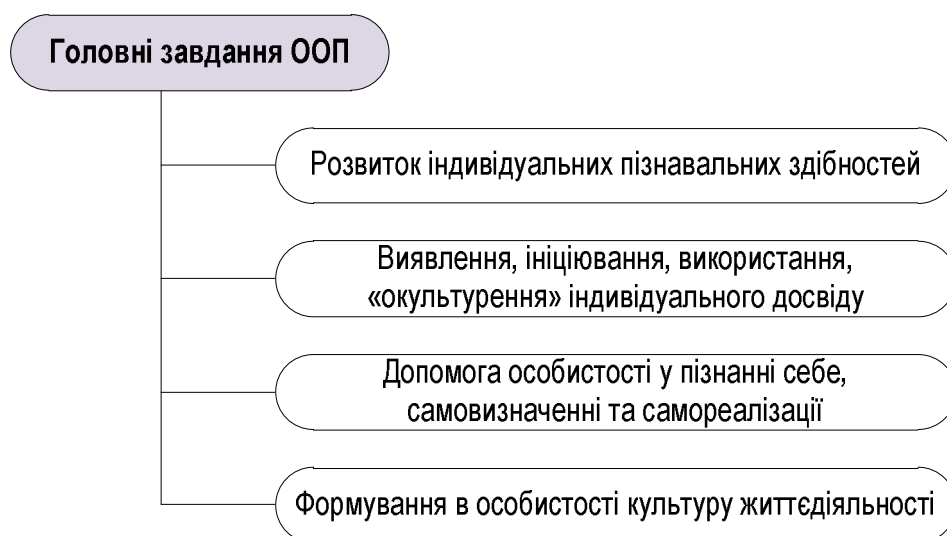 Головні завдання ООП
Розвиток індивідуальних пізнавальних здібностей
Виявлення, ініціювання, використання,
«окультурення» індивідуального досвіду
Допомога особистості у пізнанні себе,
самовизначенні та самореалізації
Формування в особистості культуру життєдіяльності